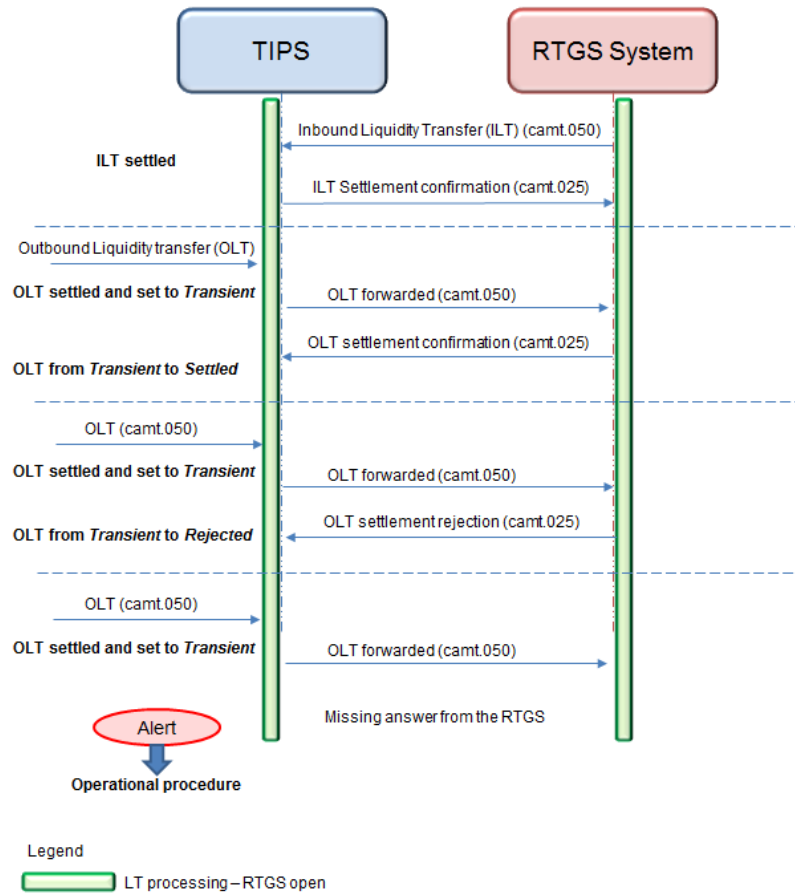 TIPS
RTGS System
Inbound Liquidity Transfer (ILT) (camt.050)
ILT settled
ILT Settlement confirmation (camt.025)
Outbound Liquidity transfer (OLT)
OLT settled and set to Transient
OLT forwarded (camt.050)
OLT settlement confirmation (camt.025)
OLT from Transient to Settled
OLT (camt.050)
OLT settled and set to Transient
OLT forwarded (camt.050)
OLT settlement rejection (camt.025)
OLT from Transient to Rejected
OLT (camt.050)
OLT settled and set to Transient
OLT forwarded (camt.050)
Missing answer from the RTGS
Alert
Operational procedure
Legend
LT processing – RTGS open